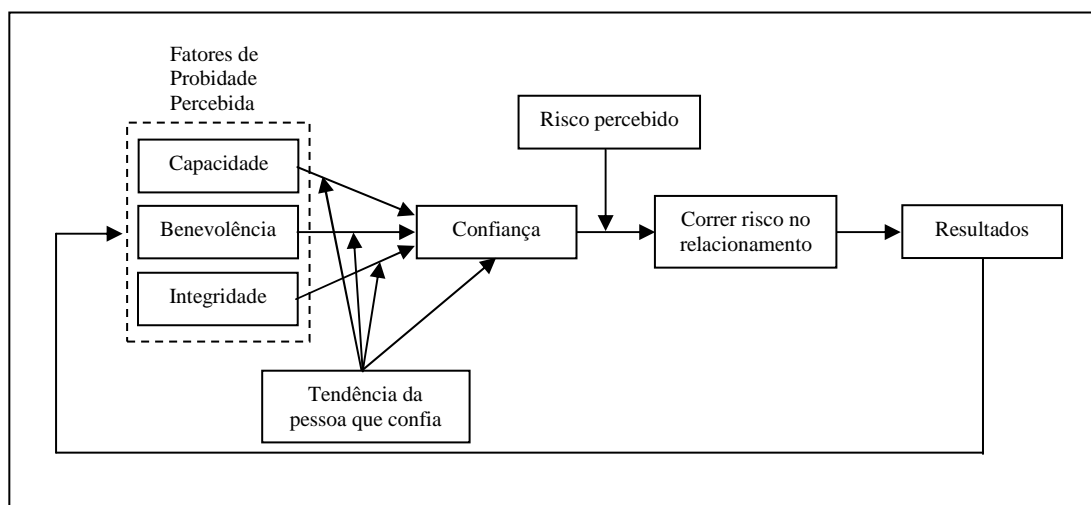 Fatores de
Probidade
Percebida
Capacidade
Benevolência
Integridade
Tendência da
pessoa que confia
Confiança
Risco percebido
Correr risco no
relacionamento
Resultados